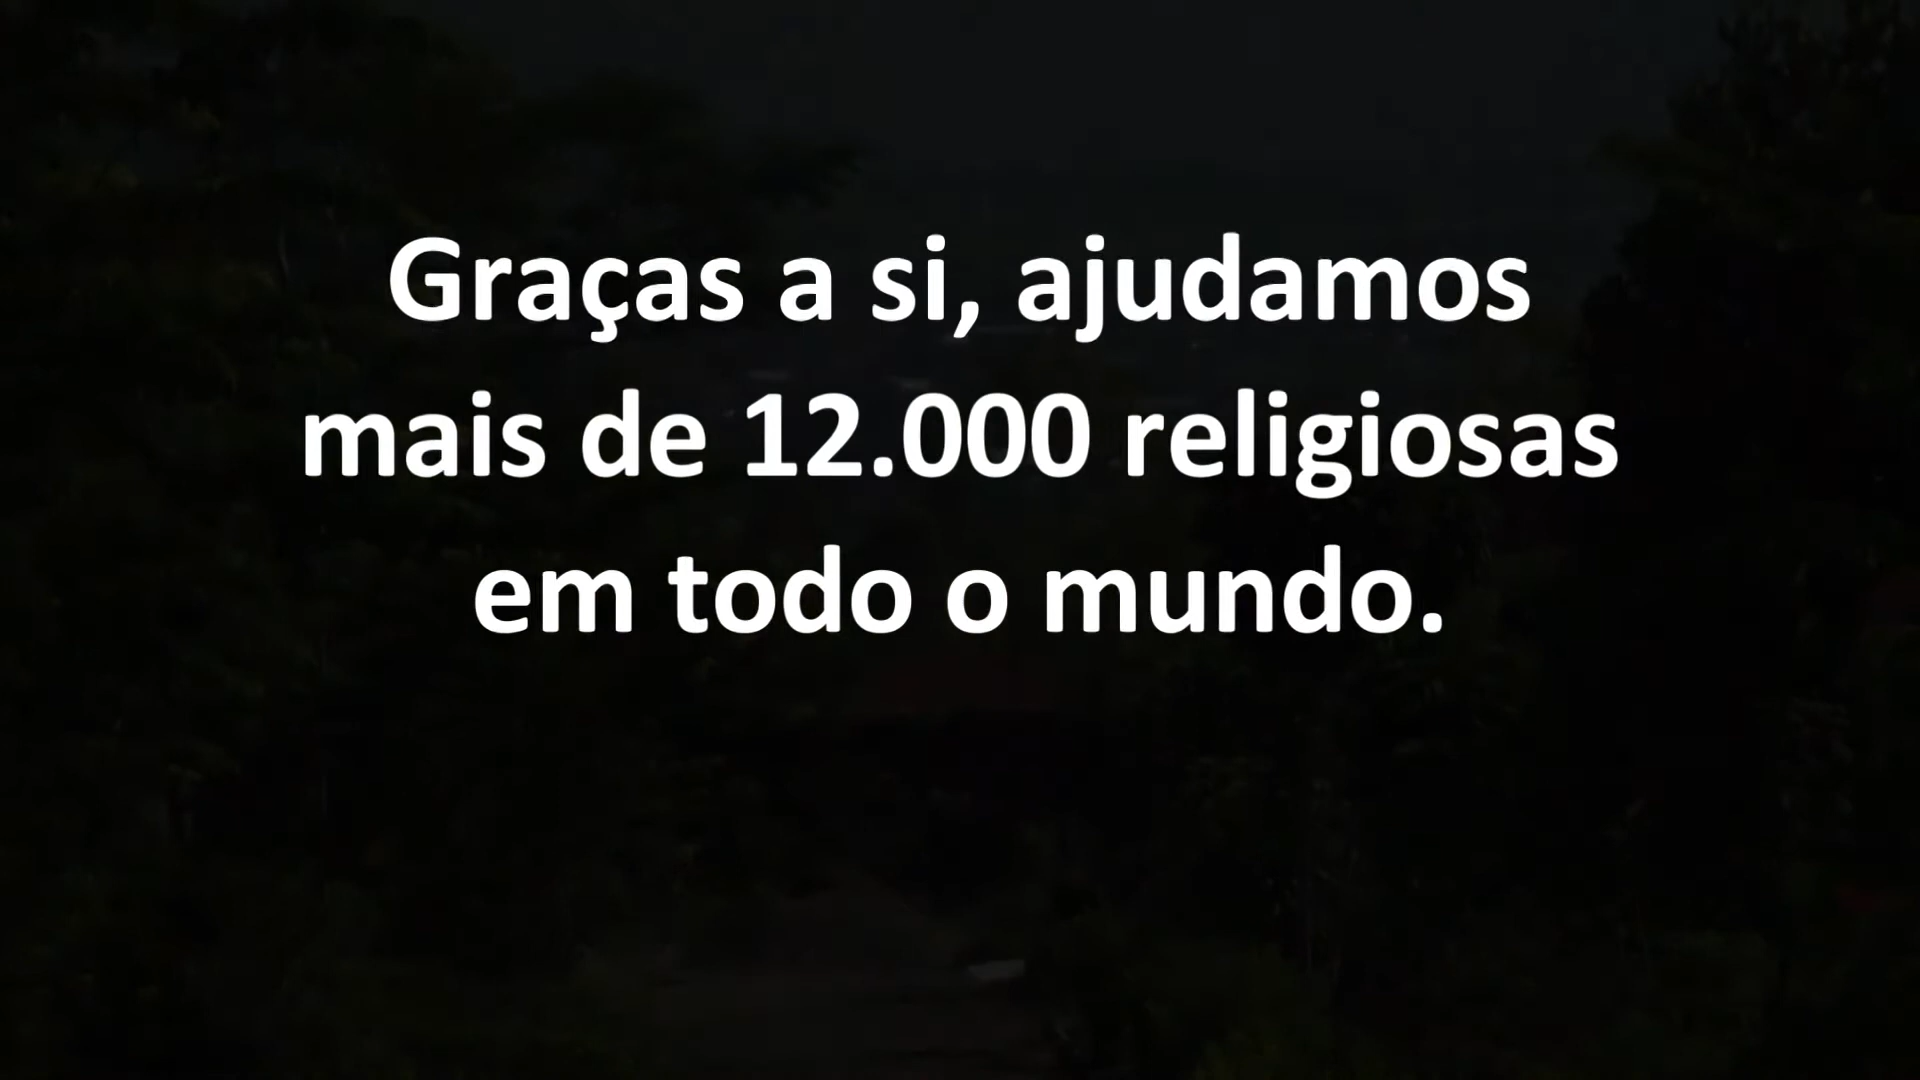 Graças a si, ajudamos
mais de 12.000 religiosas
em todo o mundo.